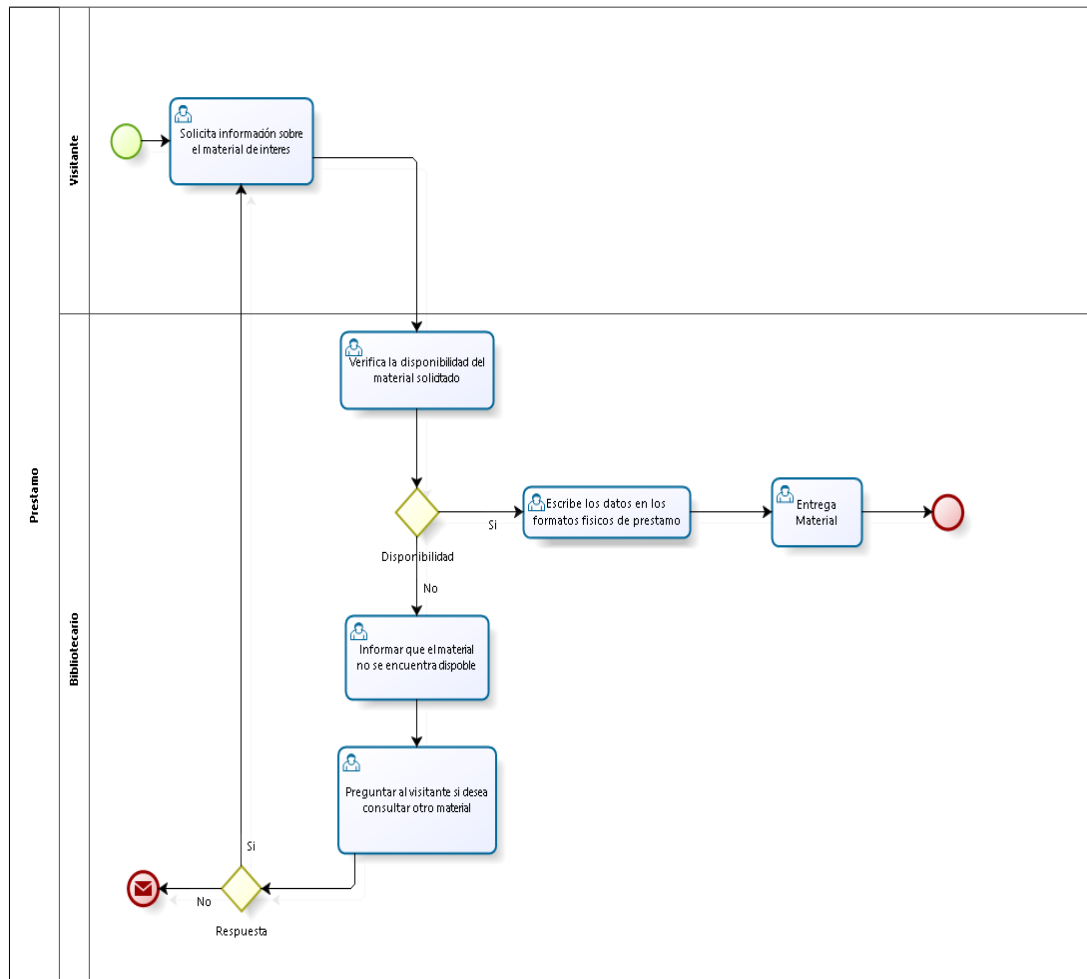 Prestamo
Visitante
Solicita información sobre
el material de interes
Bibliotecario
Verifica la disponibilidad del
material solicitado
Disponibilidad
Si
Escribe los datos en los
formatos fisicos de prestamo
Entrega
Material
No
Informar que el material
no se encuentra dispoble
Preguntar al visitante si desea
consultar otro material
Si
No
Respuesta